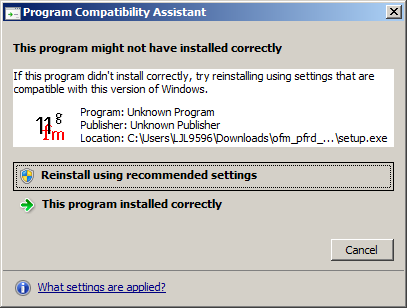 Program Compatibility Assistant
This program might not have installed correctly
If this program didn't install correctly, try reinstalling using settings that are
compatible with this version of Windows.
11g
fm
Program: Unknown Program
Publisher: Unknown Publisher
Location: C:\Users\LJL9596\Downloads\ofm_pfrd_...\setup.exe
Reinstall using recommended settings
This program installed correctly
Cancel
What settings are applied?